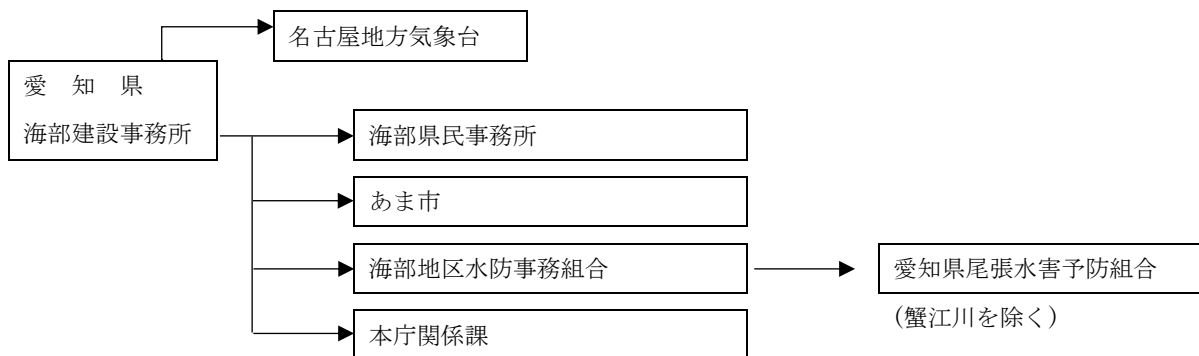 名古屋地方気象台
愛　知　県
海部建設事務所
海部県民事務所
あま市
海部地区水防事務組合
愛知県尾張水害予防組合
(蟹江川を除く)
本庁関係課